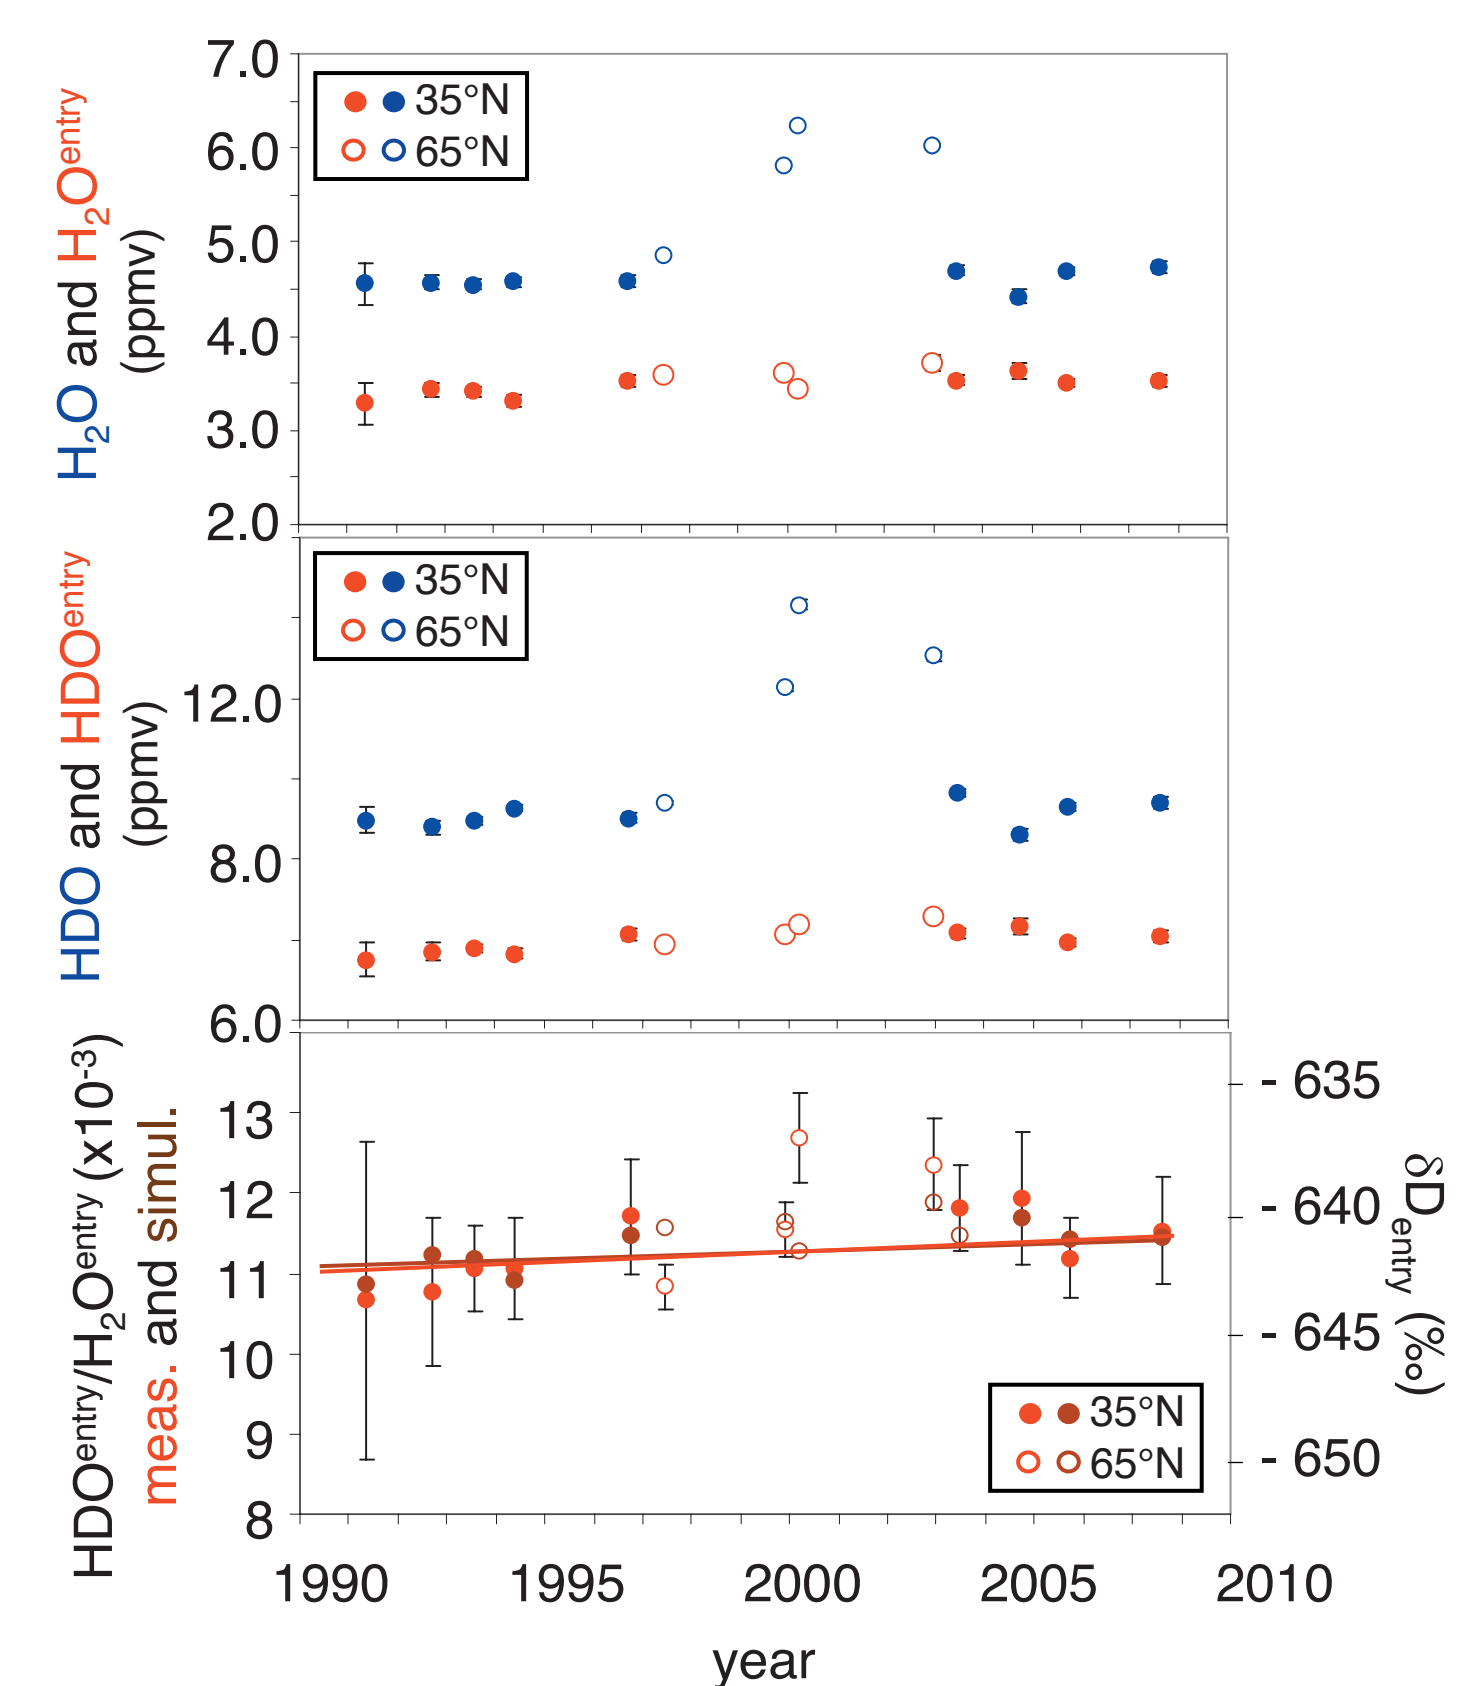 H₂O and H₂Oᵉⁿᵗʳʸ
(ppmv)
7.0
6.0
5.0
4.0
3.0
2.0
35°N
65°N
HDO and HDOᵉⁿᵗʳʸ
(ppmv)
12.0
8.0
6.0
35°N
65°N
HDOᵉⁿᵗʳʸ/H₂Oᵉⁿᵗʳʸ (x10⁻³)
meas. and simul.
13
12
11
10
9
8
- 635
- 640
- 645
- 650
δD entry (‰)
35°N
65°N
1990 1995 2000 2005 2010
year